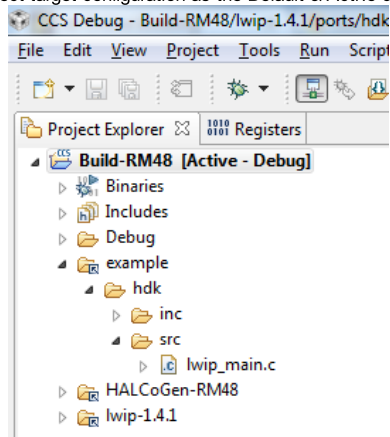 CCS Debug - Build-RM48/lwip-1.4.1/ports/hdk
File Edit View Project Tools Run Script
Project Explorer Registers
Build-RM48 [Active - Debug]
Binaries
Includes
Debug
example
hdk
inc
src
lwip_main.c
HALCoGen-RM48
lwip-1.4.1